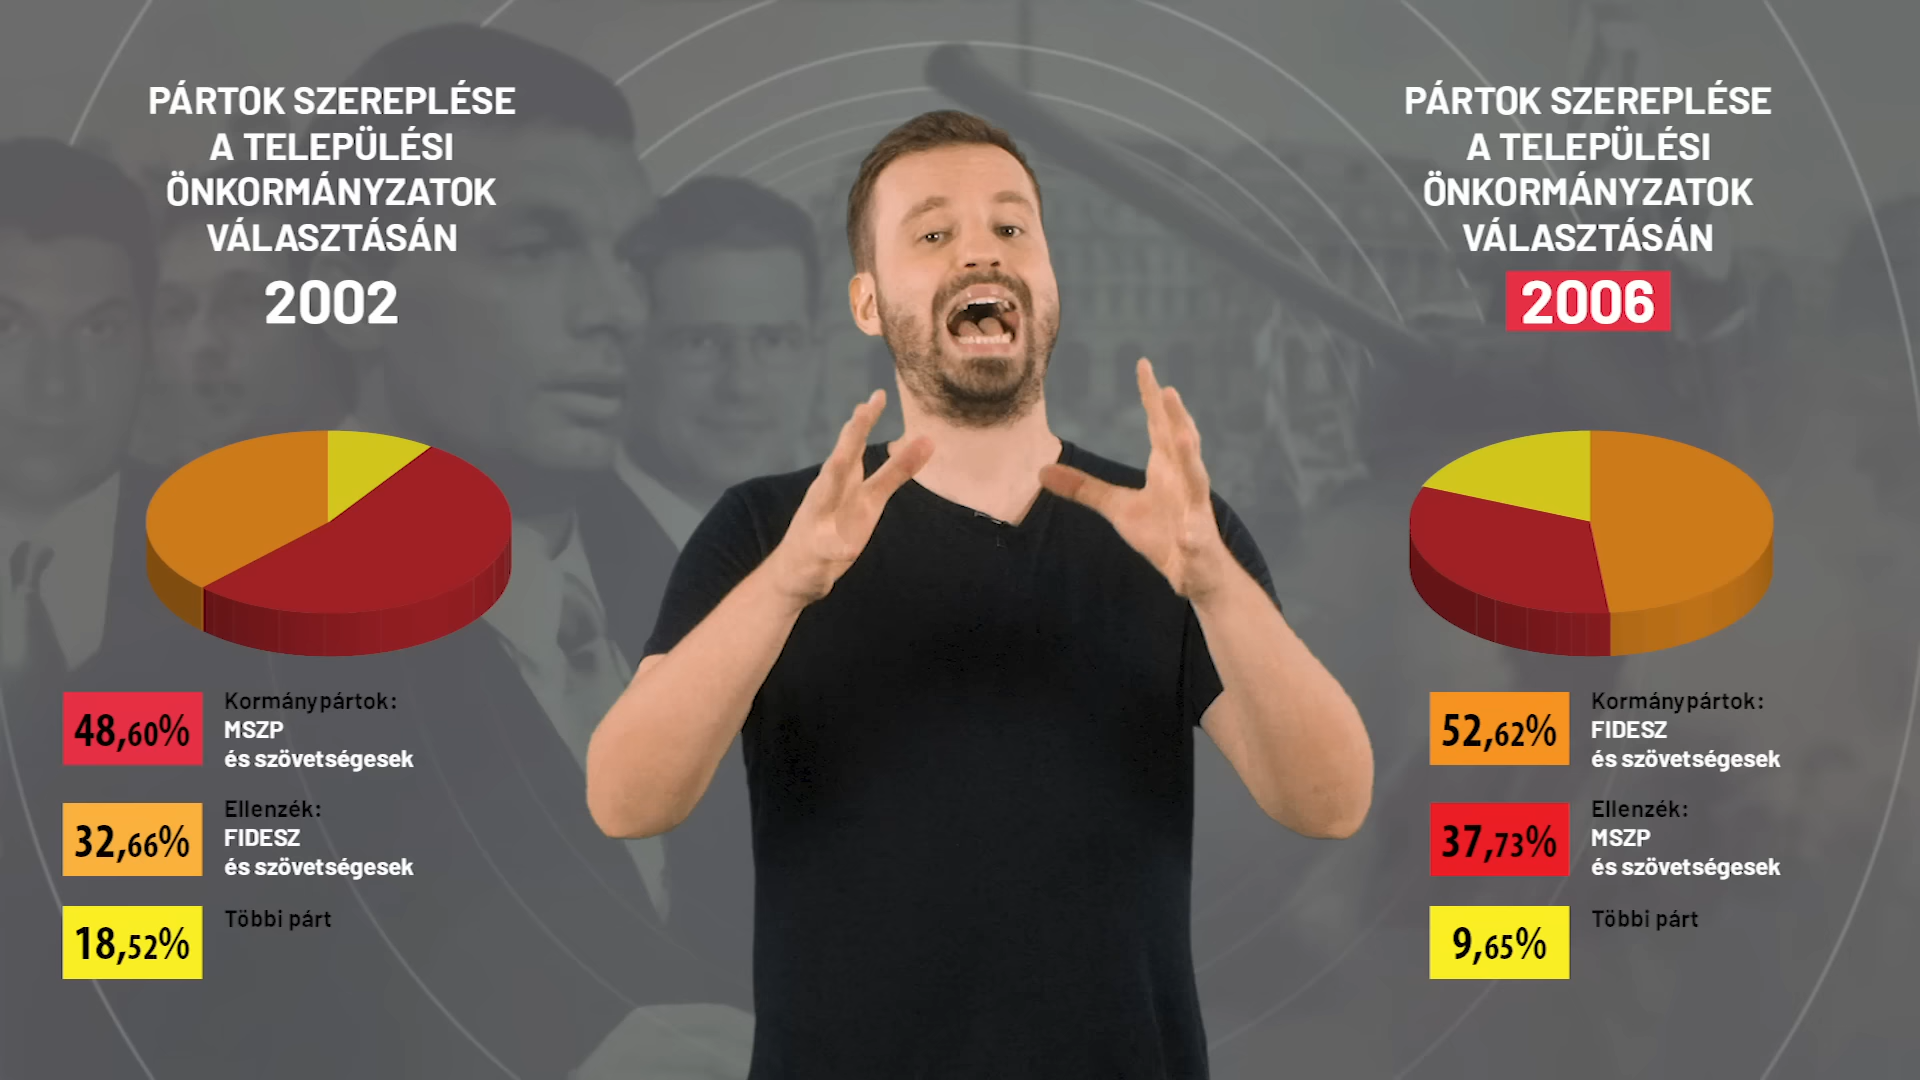 PÁRTOK SZEREPLÉSE
A TELEPÜLÉSI
ÖNKORMÁNYZATOK
VÁLASZTÁSÁN
2002
48,60%
Kormánypártok:
MSZP
és szövetségesek
32,66%
Ellenzék:
FIDESZ
és szövetségesek
18,52%
Többi párt
PÁRTOK SZEREPLÉSE
A TELEPÜLÉSI
ÖNKORMÁNYZATOK
VÁLASZTÁSÁN
2006
52,62%
Kormánypártok:
FIDESZ
és szövetségesek
37,73%
Ellenzék:
MSZP
és szövetségesek
9,65%
Többi párt